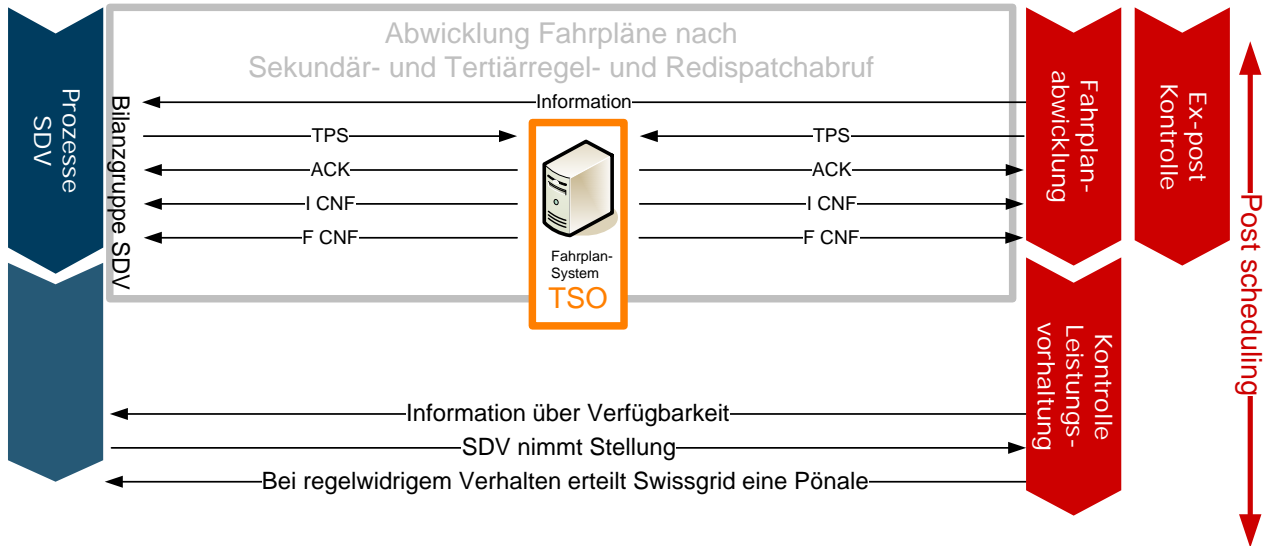 Abwicklung Fahrpläne nach
Sekundär- und Tertiärregel- und Redispatchabruf
Prozesse
SDV
Bilanzgruppe SDV
Information
TPS
TPS
ACK
ACK
I CNF
I CNF
F CNF
F CNF
Fahrplan-
System
TSO
Fahrplan-
abwicklung
Ex-post
Kontrolle
Post scheduling
Kontrolle
Leistungs-
vorhaltung
Information über Verfügbarkeit
SDV nimmt Stellung
Bei regelwidrigem Verhalten erteilt Swissgrid eine Pönale